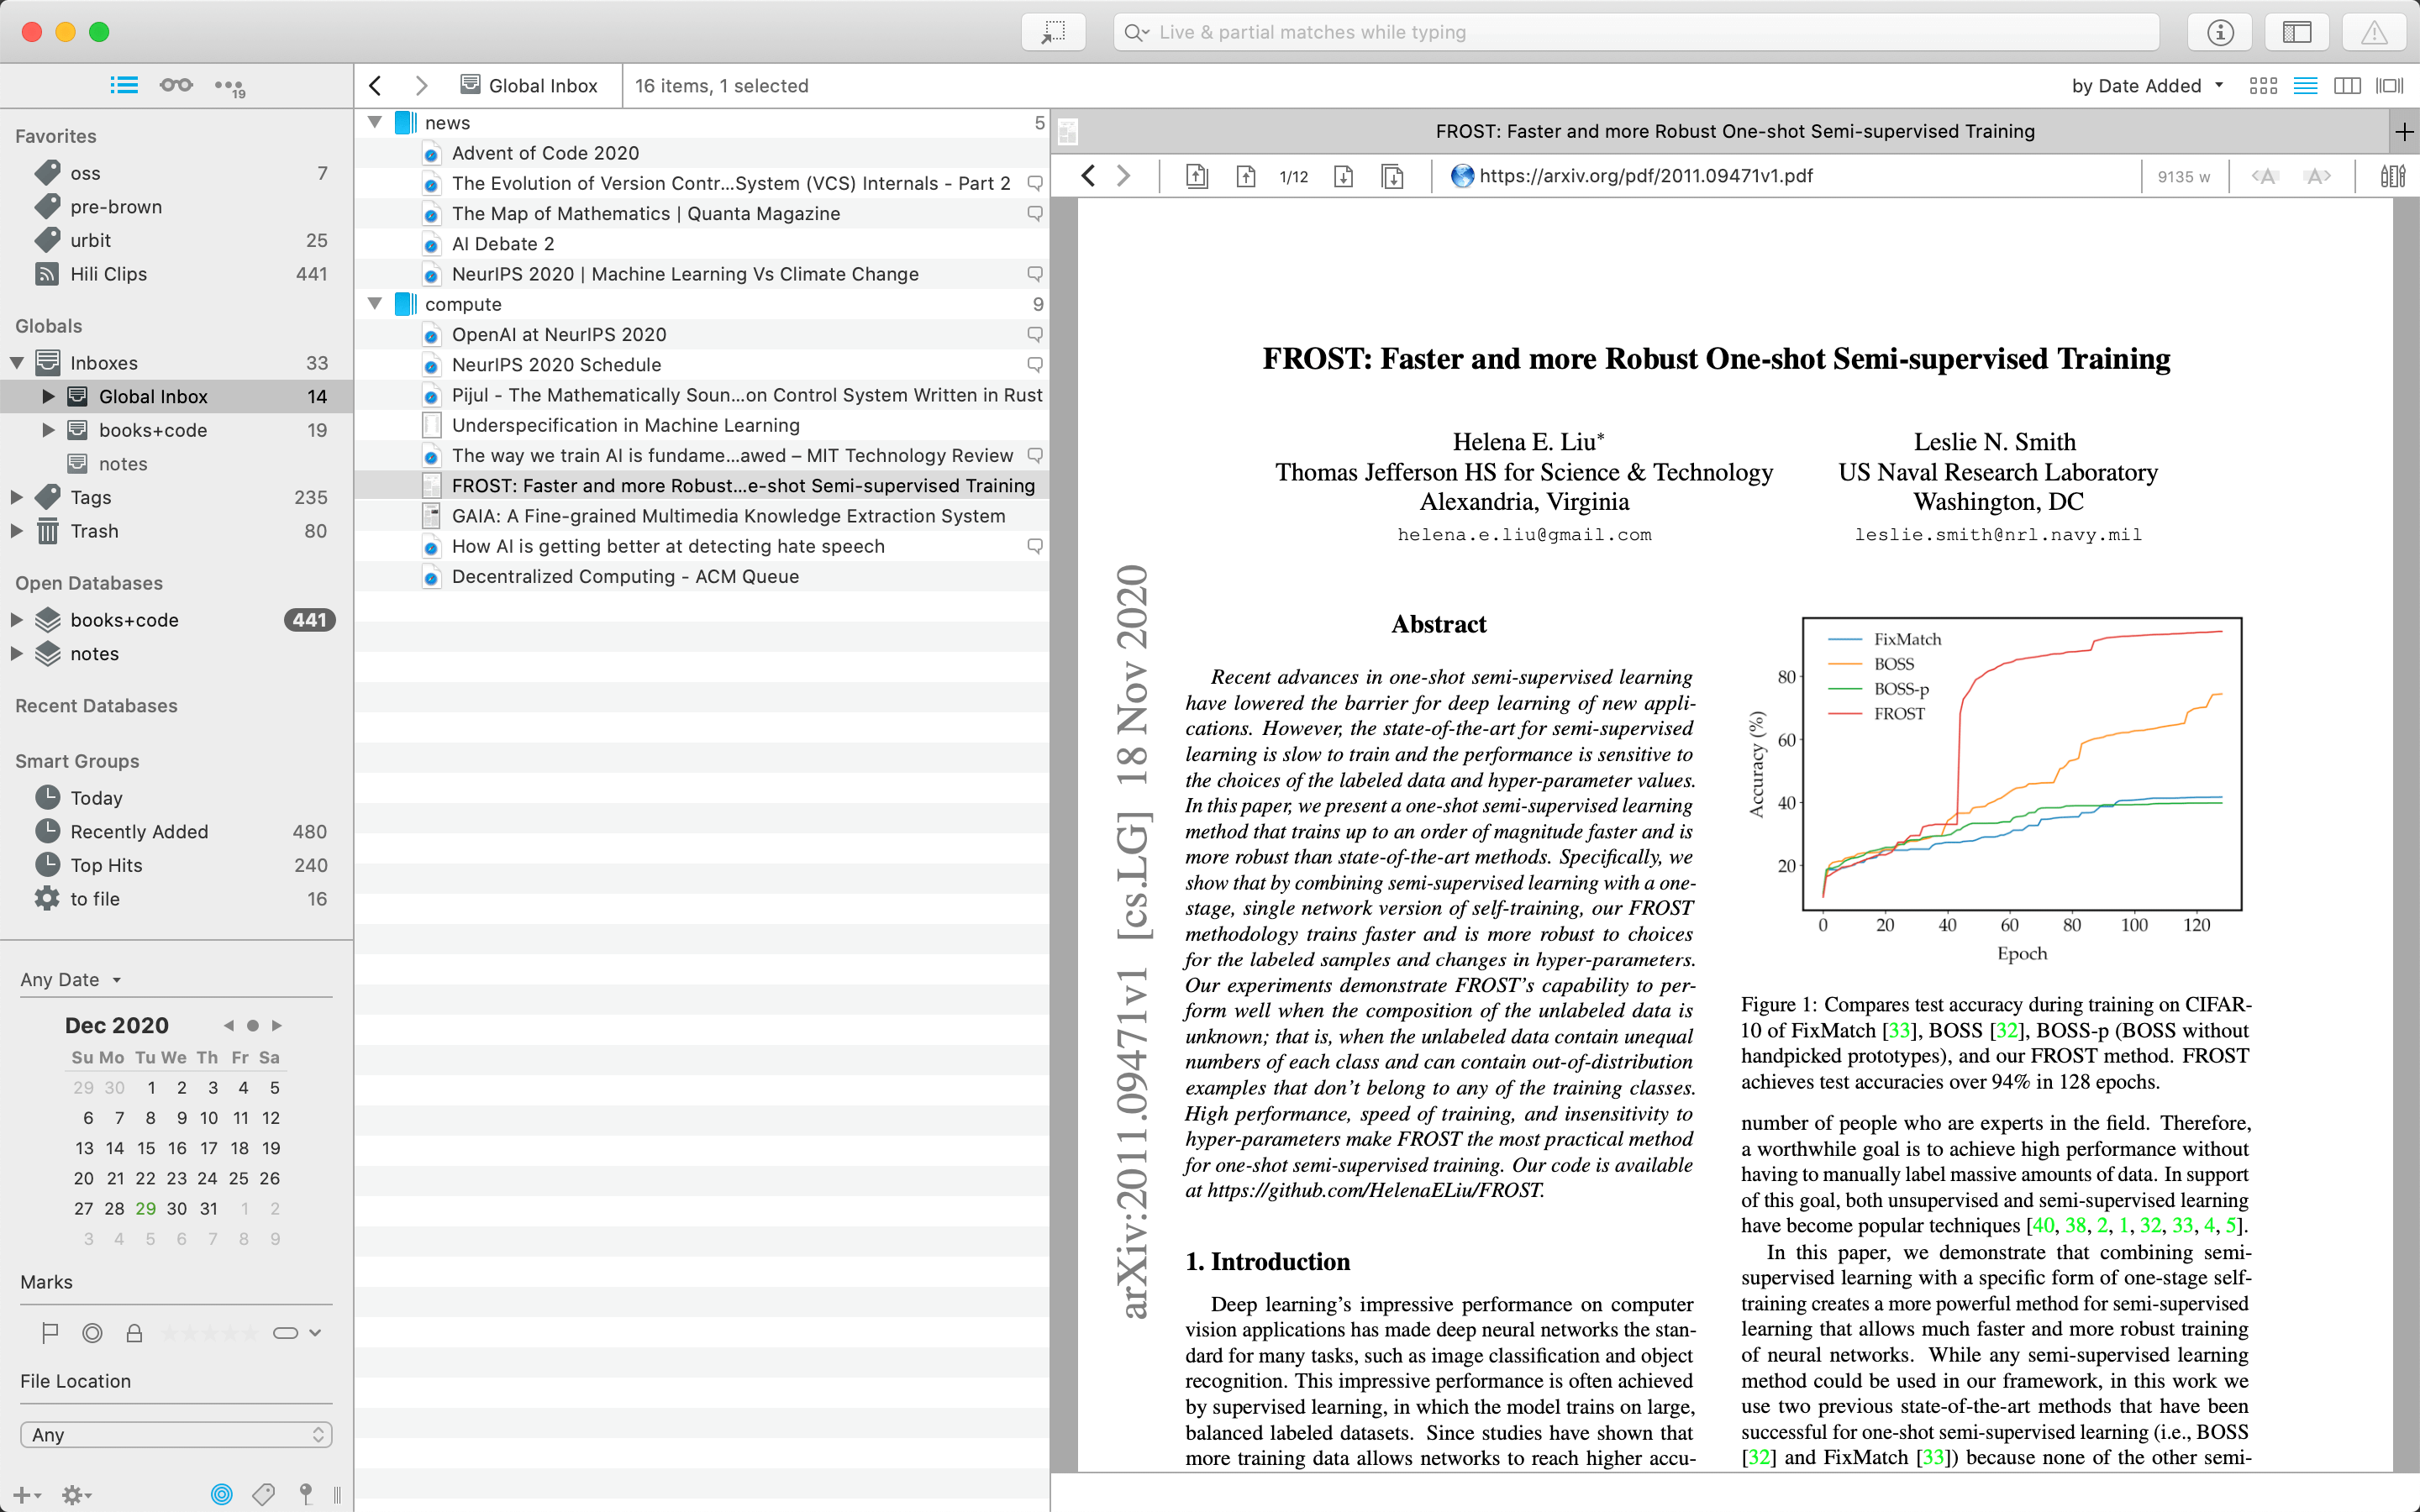 Live & partial matches while typing
19
Global Inbox
16 items, 1 selected
by Date Added
Favorites
oss 7
pre-brown
urbit 25
Hili Clips 441
Globals
Inboxes 33
Global Inbox 14
books+code 19
notes
Tags 235
Trash 80
Open Databases
books+code 441
notes
Recent Databases
Smart Groups
Today
Recently Added 480
Top Hits 240
to file 16
Any Date
Dec 2020
Su Mo Tu We Th Fr Sa
29 30 1 2 3 4 5
6 7 8 9 10 11 12
13 14 15 16 17 18 19
20 21 22 23 24 25 26
27 28 29 30 31 1 2
3 4 5 6 7 8 9
Marks
File Location
Any
news 5
Advent of Code 2020
The Evolution of Version Contr...System (VCS) Internals - Part 2
The Map of Mathematics | Quanta Magazine
AI Debate 2
NeurIPS 2020 | Machine Learning Vs Climate Change
compute 9
OpenAI at NeurIPS 2020
NeurIPS 2020 Schedule
Pijul - The Mathematically Soun...on Control System Written in Rust
Underspecification in Machine Learning
The way we train AI is fundame...awed – MIT Technology Review
FROST: Faster and more Robust...e-shot Semi-supervised Training
GAIA: A Fine-grained Multimedia Knowledge Extraction System
How AI is getting better at detecting hate speech
Decentralized Computing - ACM Queue
FROST: Faster and more Robust One-shot Semi-supervised Training
1/12
https://arxiv.org/pdf/2011.09471v1.pdf
9135 w
<A
A>
FROST: Faster and more Robust One-shot Semi-supervised Training
Helena E. Liu*
Thomas Jefferson HS for Science & Technology
Alexandria, Virginia
helena.e.liu@gmail.com
Leslie N. Smith
US Naval Research Laboratory
Washington, DC
leslie.smith@nrl.navy.mil
arXiv:2011.09471v1 [cs.LG] 18 Nov 2020
Abstract
Recent advances in one-shot semi-supervised learning
have lowered the barrier for deep learning of new appli-
cations. However, the state-of-the-art for semi-supervised
learning is slow to train and the performance is sensitive to
the choices of the labeled data and hyper-parameter values.
In this paper, we present a one-shot semi-supervised learning
method that trains up to an order of magnitude faster and is
more robust than state-of-the-art methods. Specifically, we
show that by combining semi-supervised learning with a one-
stage, single network version of self-training, our FROST
methodology trains faster and is more robust to choices
for the labeled samples and changes in hyper-parameters.
Our experiments demonstrate FROST's capability to per-
form well when the composition of the unlabeled data is
unknown; that is, when the unlabeled data contain unequal
numbers of each class and can contain out-of-distribution
examples that don't belong to any of the training classes.
High performance, speed of training, and insensitivity to
hyper-parameters make FROST the most practical method
for one-shot semi-supervised training. Our code is available
at https://github.com/HelenaELiu/FROST.
1. Introduction
Deep learning's impressive performance on computer
vision applications has made deep neural networks the stan-
dard for many tasks, such as image classification and object
recognition. This impressive performance is often achieved
by supervised learning, in which the model trains on large,
balanced labeled datasets. Since studies have shown that
more training data allows networks to reach higher accu-
FixMatch
BOSS
BOSS-p
FROST
Accuracy (%)
80
60
40
20
0 20 40 60 80 100 120
Epoch
Figure 1: Compares test accuracy during training on CIFAR-
10 of FixMatch [33], BOSS [32], BOSS-p (BOSS without
handpicked prototypes), and our FROST method. FROST
achieves test accuracies over 94% in 128 epochs.
number of people who are experts in the field. Therefore,
a worthwhile goal is to achieve high performance without
having to manually label massive amounts of data. In support
of this goal, both unsupervised and semi-supervised learning
have become popular techniques [40, 38, 2, 1, 32, 33, 4, 5].
In this paper, we demonstrate that combining semi-
supervised learning with a specific form of one-stage self-
training creates a more powerful method for semi-supervised
learning that allows much faster and more robust training
of neural networks. While any semi-supervised learning
method could be used in our framework, in this work we
use two previous state-of-the-art methods that have been
successful for one-shot semi-supervised learning (i.e., BOSS
[32] and FixMatch [33]) because none of the other semi-